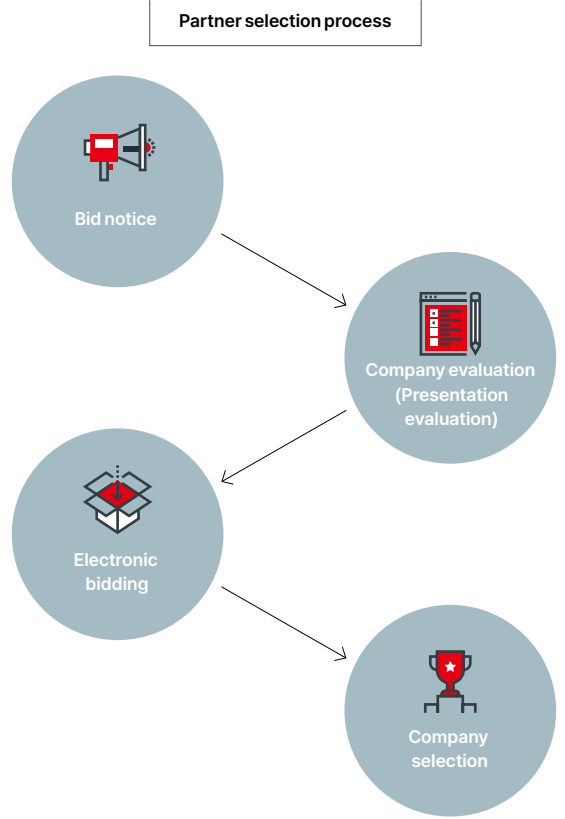 Partner selection process
Bid notice
Company evaluation
(Presentation
evaluation)
Electronic
bidding
Company
selection